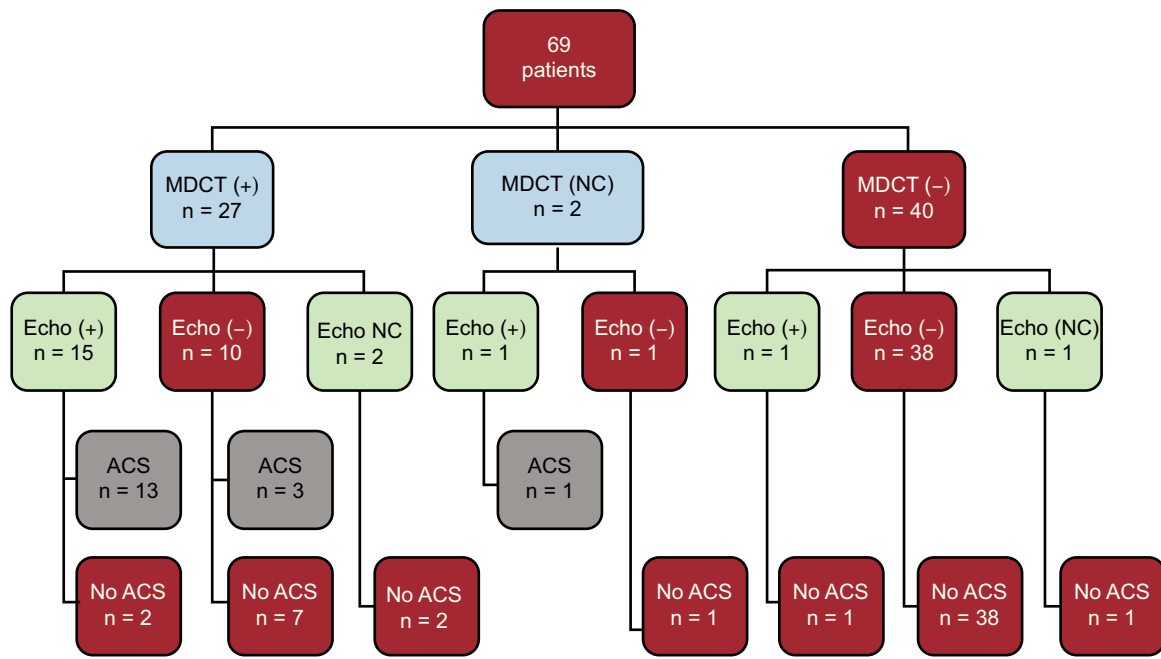 69
patients
MDCT (+)
n = 27
MDCT (NC)
n = 2
MDCT (−)
n = 40
Echo (+)
n = 15
Echo (−)
n = 10
Echo NC
n = 2
Echo (+)
n = 1
Echo (−)
n = 1
Echo (+)
n = 1
Echo (−)
n = 38
Echo (NC)
n = 1
ACS
n = 13
ACS
n = 3
ACS
n = 1
No ACS
n = 2
No ACS
n = 7
No ACS
n = 2
No ACS
n = 1
No ACS
n = 1
No ACS
n = 38
No ACS
n = 1